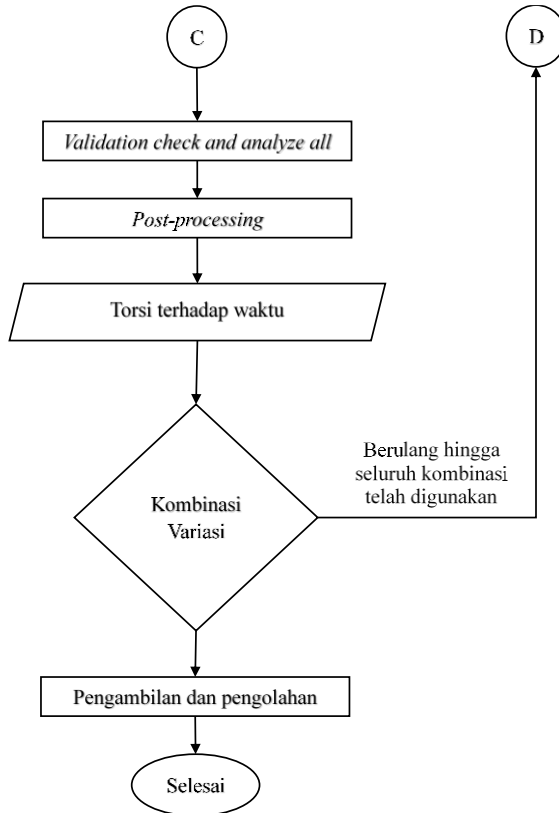 C
D
Validation check and analyze all
Post-processing
Torsi terhadap waktu
Berulang hingga
seluruh kombinasi
telah digunakan
Kombinasi
Variasi
Pengambilan dan pengolahan
Selesai